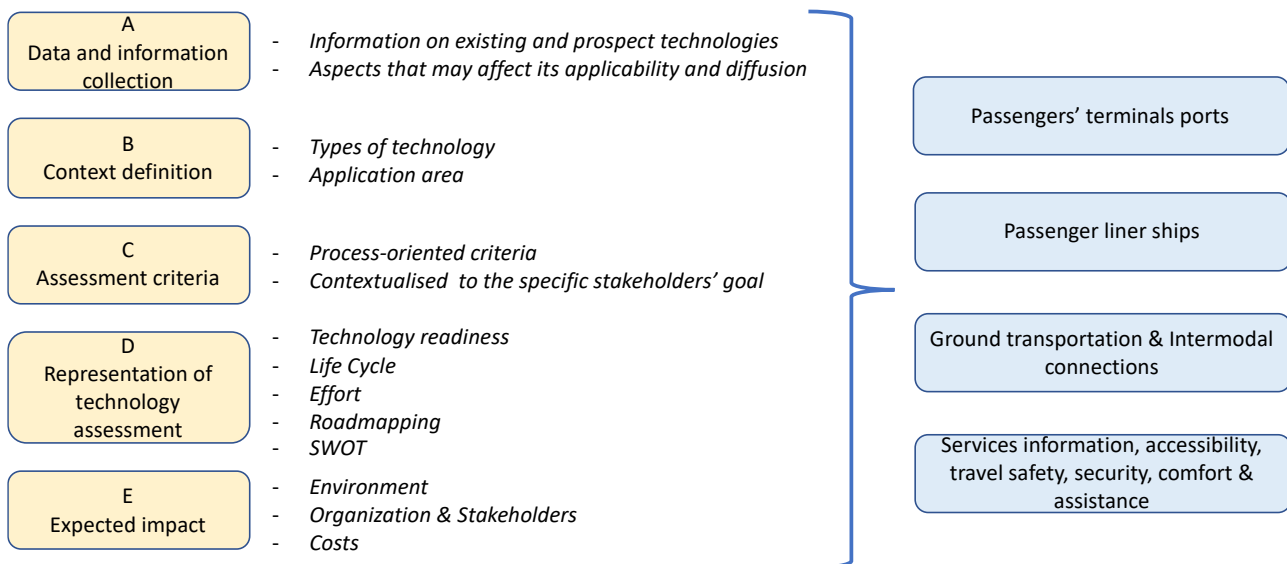 A
Data and information
collection
- Information on existing and prospect technologies
- Aspects that may affect its applicability and diffusion
B
Context definition
- Types of technology
- Application area
C
Assessment criteria
- Process-oriented criteria
- Contextualised to the specific stakeholders’ goal
D
Representation of
technology
assessment
- Technology readiness
- Life Cycle
- Effort
- Roadmapping
- SWOT
E
Expected impact
- Environment
- Organization & Stakeholders
- Costs
Passengers’ terminals ports
Passenger liner ships
Ground transportation & Intermodal
connections
Services information, accessibility,
travel safety, security, comfort &
assistance